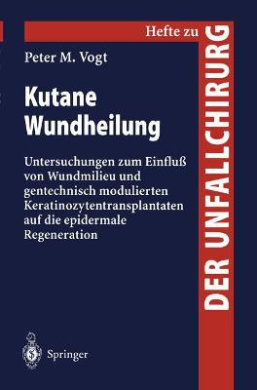 Hefte zu
DER UNFALLCHIRURG
Peter M. Vogt
Kutane
Wundheilung
Untersuchungen zum Einfluß
von Wundmilieu und
gentechnisch modulierten
Keratinozytentransplantaten
auf die epidermale
Regeneration
Springer